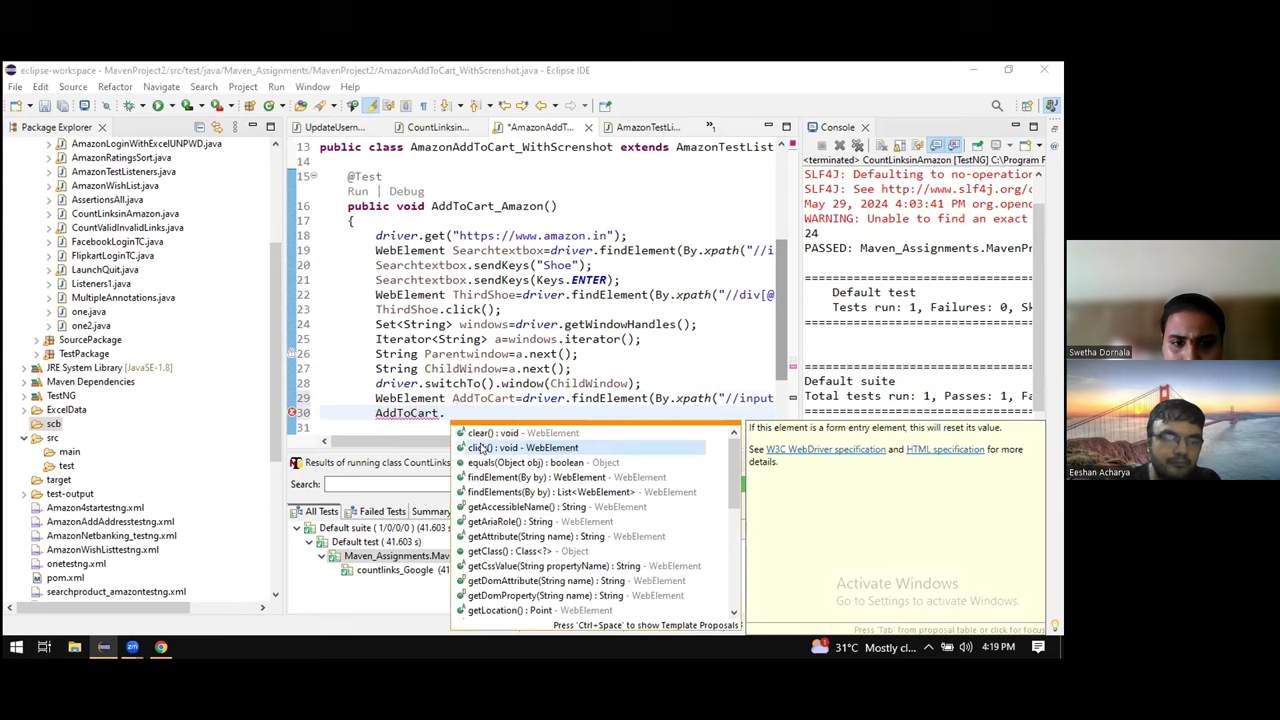 eclipse-workspace - MavenProject2/src/test/java/Maven_Assignments/MavenProject2/AmazonAddToCart_WithScrenshot.java - Eclipse IDE
File Edit Source Refactor Navigate Search Project Run Window Help
Package Explorer
AmazonLoginWithExcelUNPWD.java
AmazonRatingsSort.java
AmazonTestListeners.java
AmazonWishList.java
AssertionsAll.java
CountLinksinAmazon.java
CountValidInvalidLinks.java
FacebookLoginTC.java
FlipkartLoginTC.java
LaunchQuit.java
Listeners1.java
MultipleAnnotations.java
one.java
one2.java
SourcePackage
TestPackage
JRE System Library [JavaSE-1.8]
Maven Dependencies
TestNG
ExcelData
scb
src
main
test
target
test-output
Amazon4startestng.xml
AmazonAddAddresstestng.xml
AmazonNetbanking_testng.xml
AmazonWishListtestng.xml
onetestng.xml
pom.xml
searchproduct_amazontestng.xml
UpdateUsern... CountLinksin... *AmazonAddT... AmazonTestLi... »1
13 public class AmazonAddToCart_WithScrenshot extends AmazonTestList
14
15 @Test
Run | Debug
16 public void AddToCart_Amazon()
17 {
18 driver.get("https://www.amazon.in");
19 WebElement Searchtextbox=driver.findElement(By.xpath("//i
20 Searchtextbox.sendKeys("Shoe");
21 Searchtextbox.sendKeys(Keys.ENTER);
22 WebElement ThirdShoe=driver.findElement(By.xpath("//div[@
23 ThirdShoe.click();
24 Set<String> windows=driver.getWindowHandles();
25 Iterator<String> a=windows.iterator();
26 String Parentwindow=a.next();
27 String ChildWindow=a.next();
28 driver.switchTo().window(ChildWindow);
29 WebElement AddToCart=driver.findElement(By.xpath("//input
30 AddToCart.
31
clear() : void - WebElement
click() : void - WebElement
equals(Object obj) : boolean - Object
findElement(By by) : WebElement - WebElement
findElements(By by) : List<WebElement> - WebElement
getAccessibleName() : String - WebElement
getAriaRole() : String - WebElement
getAttribute(String name) : String - WebElement
getClass() : Class<?> - Object
getCssValue(String propertyName) : String - WebElement
getDomAttribute(String name) : String - WebElement
getDomProperty(String name) : String - WebElement
getLocation() : Point - WebElement
Press 'Ctrl+Space' to show Template Proposals
If this element is a form entry element, this will reset its value.
See W3C WebDriver specification and HTML specification for more
details.
Press 'Tab' from proposal table or click for focus
Results of running class CountLinks
Search:
All Tests Failed Tests Summary
Default suite ( 1/0/0/0 ) (41.603 s)
Default test ( 41.603 s)
Maven_Assignments.Mav
countlinks_Google (41
Console
<terminated> CountLinksinAmazon [TestNG] C:\Program F
SLF4J: Defaulting to no-operation
SLF4J: See http://www.slf4j.org/c
May 29, 2024 4:03:41 PM org.openq
WARNING: Unable to find an exact
24
PASSED: Maven_Assignments.MavenPr
===============================
Default test
Tests run: 1, Failures: 0, Sk
===============================
===============================
Default suite
Total tests run: 1, Passes: 1, Fa
===============================
Activate Windows
Go to Settings to activate Windows.
31°C Mostly cl...
4:19 PM
Swetha Dornala
Eeshan Acharya